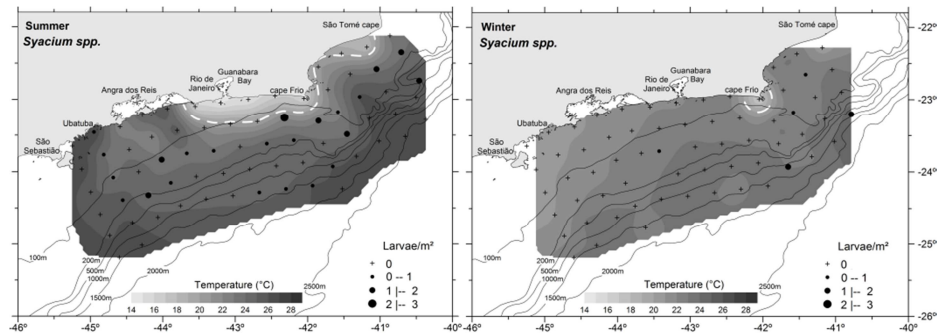 Summer
Syacium spp.
São Tomé cape
Guanabara
Bay
Rio de
Janeiro
cape Frio
Angra dos Reis
Ubatuba
São
Sebastião
100m
200m
500m
1000m
1500m
2000m
2500m
Temperature (°C)
14 16 18 20 22 24 26 28
Larvae/m²
0
0 -- 1
1 |-- 2
2 |-- 3
-46° -45° -44° -43° -42° -41° -40°
Winter
Syacium spp.
São Tomé cape
Guanabara
Bay
Rio de
Janeiro
cape Frio
Angra dos Reis
Ubatuba
São
Sebastião
100m
200m
500m
1000m
1500m
2000m
2500m
Temperature (°C)
14 16 18 20 22 24 26 28
Larvae/m²
0
0 -- 1
1 |-- 2
2 |-- 3
-22°
-23°
-24°
-25°
-26°
-46° -45° -44° -43° -42° -41° -40°